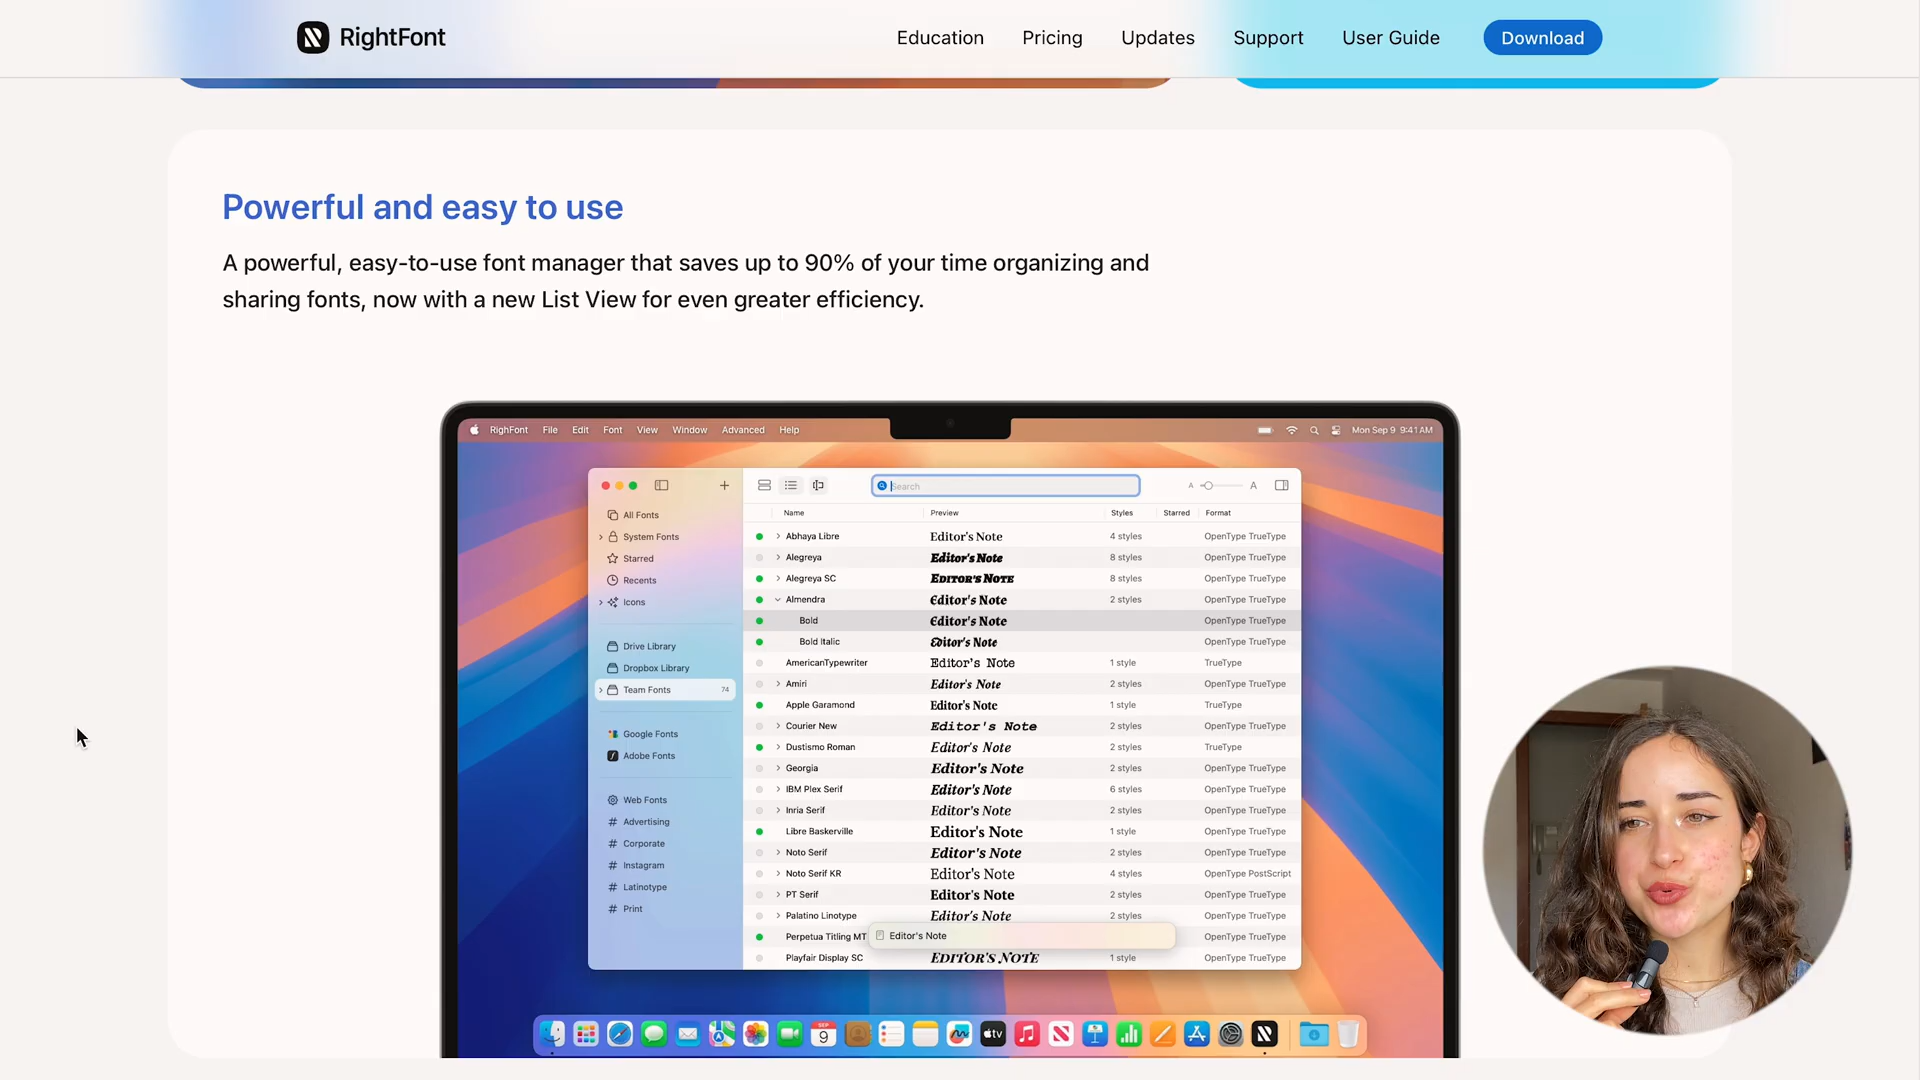 RightFont
Education Pricing Updates Support User Guide Download
Powerful and easy to use
A powerful, easy-to-use font manager that saves up to 90% of your time organizing and
sharing fonts, now with a new List View for even greater efficiency.
RighFont File Edit Font View Window Advanced Help Mon Sep 9 9:41AM
Search A A
Name Preview Styles Starred Format
All Fonts
System Fonts
Starred
Recents
Icons
Drive Library
Dropbox Library
Team Fonts 74
Google Fonts
Adobe Fonts
Web Fonts
# Advertising
# Corporate
# Instagram
# Latinotype
# Print
Abhaya Libre Editor's Note 4 styles OpenType TrueType
Alegreya Editor's Note 8 styles OpenType TrueType
Alegreya SC Editor's Note 8 styles OpenType TrueType
Almendra Editor's Note 2 styles OpenType TrueType
Bold Editor's Note OpenType TrueType
Bold Italic Editor's Note OpenType TrueType
AmericanTypewriter Editor's Note 1 style TrueType
Amiri Editor's Note 2 styles OpenType TrueType
Apple Garamond Editor's Note 1 style TrueType
Courier New Editor's Note 2 styles OpenType TrueType
Dustismo Roman Editor's Note 2 styles TrueType
Georgia Editor's Note 2 styles OpenType TrueType
IBM Plex Serif Editor's Note 6 styles OpenType TrueType
Inria Serif Editor's Note 2 styles OpenType TrueType
Libre Baskerville Editor's Note 1 style OpenType TrueType
Noto Serif Editor's Note 2 styles OpenType TrueType
Noto Serif KR Editor's Note 4 styles OpenType PostScript
PT Serif Editor's Note 2 styles OpenType TrueType
Palatino Linotype Editor's Note 2 styles OpenType TrueType
Perpetua Titling MT OpenType TrueType
Editor's Note
Playfair Display SC EDITOR'S NOTE 1 style OpenType TrueType
SEP
9
tv